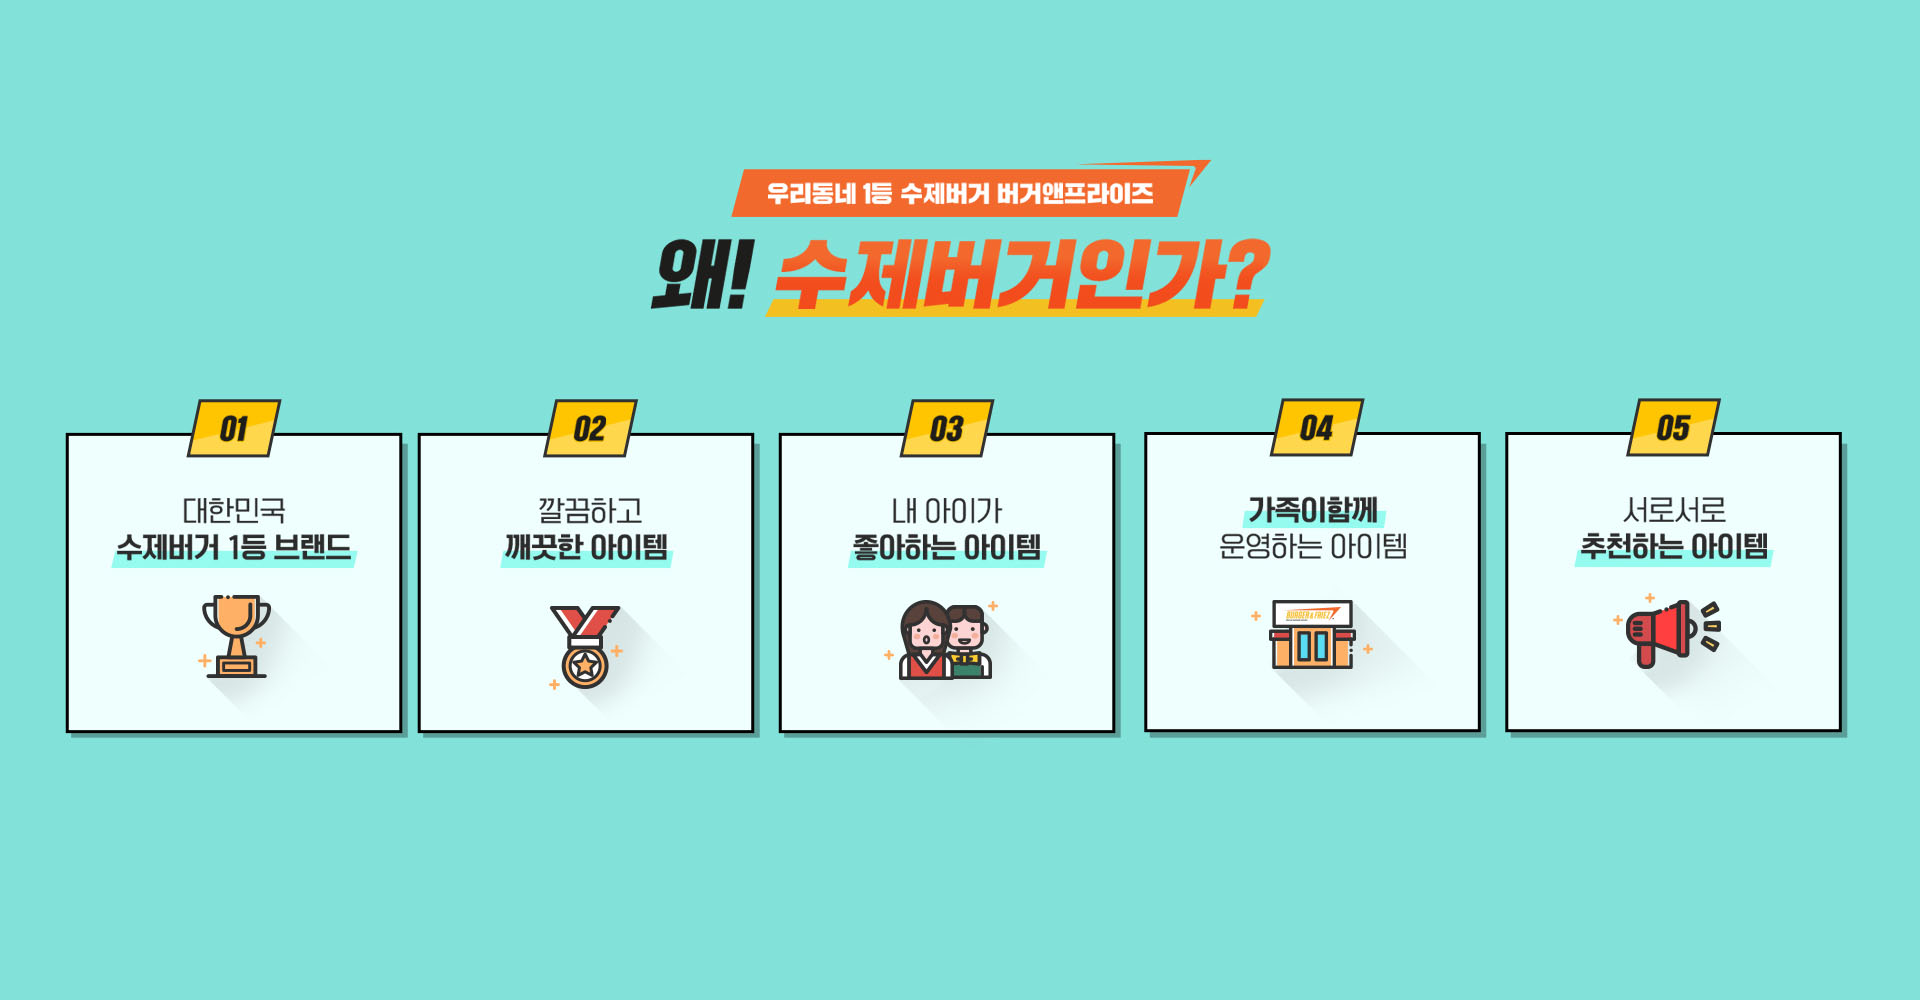 우리동네 1등 수제버거 버거앤프라이즈
왜! 수제버거인가?
01
대한민국
수제버거 1등 브랜드
02
깔끔하고
깨끗한 아이템
03
내 아이가
좋아하는 아이템
04
가족이함께
운영하는 아이템
BURGER & FRIEZ
05
서로서로
추천하는 아이템